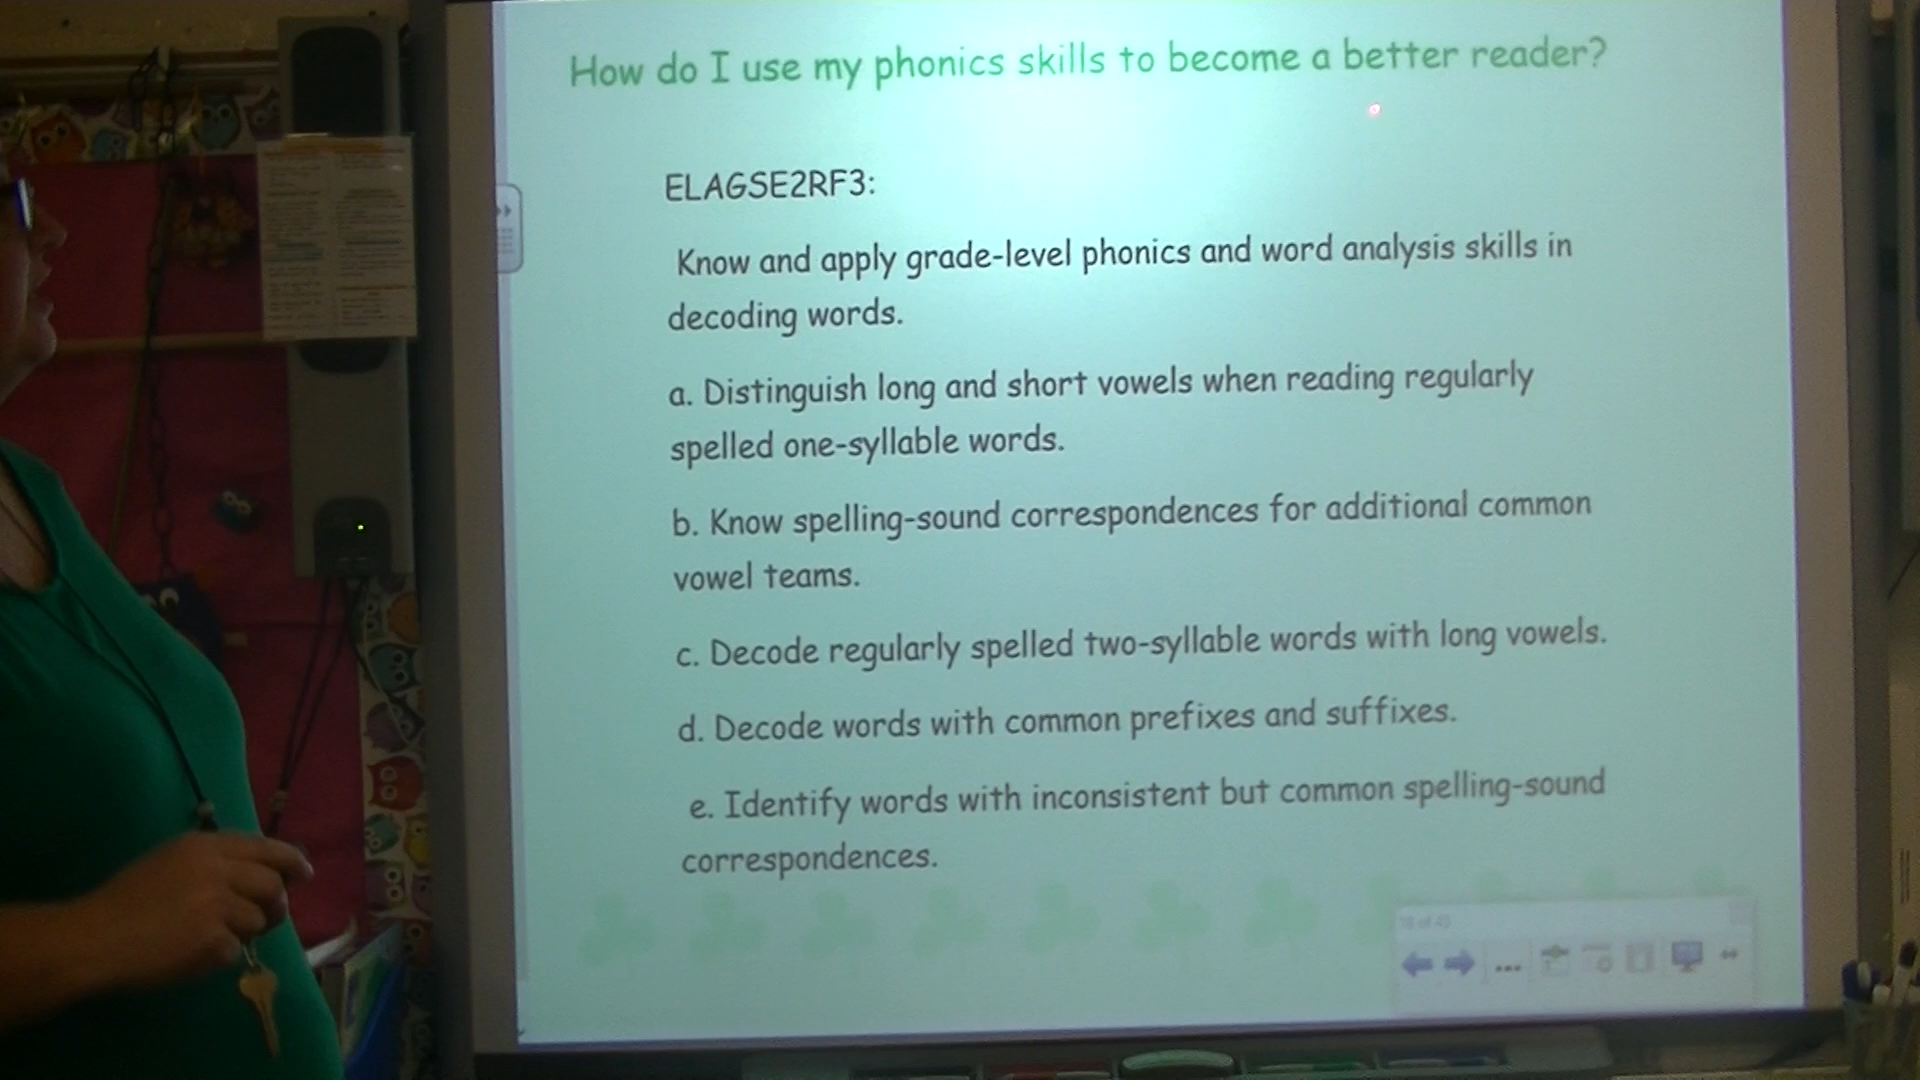 How do I use my phonics skills to become a better reader?
ELAGSE2RF3:
Know and apply grade-level phonics and word analysis skills in
decoding words.
a. Distinguish long and short vowels when reading regularly
spelled one-syllable words.
b. Know spelling-sound correspondences for additional common
vowel teams.
c. Decode regularly spelled two-syllable words with long vowels.
d. Decode words with common prefixes and suffixes.
e. Identify words with inconsistent but common spelling-sound
correspondences.